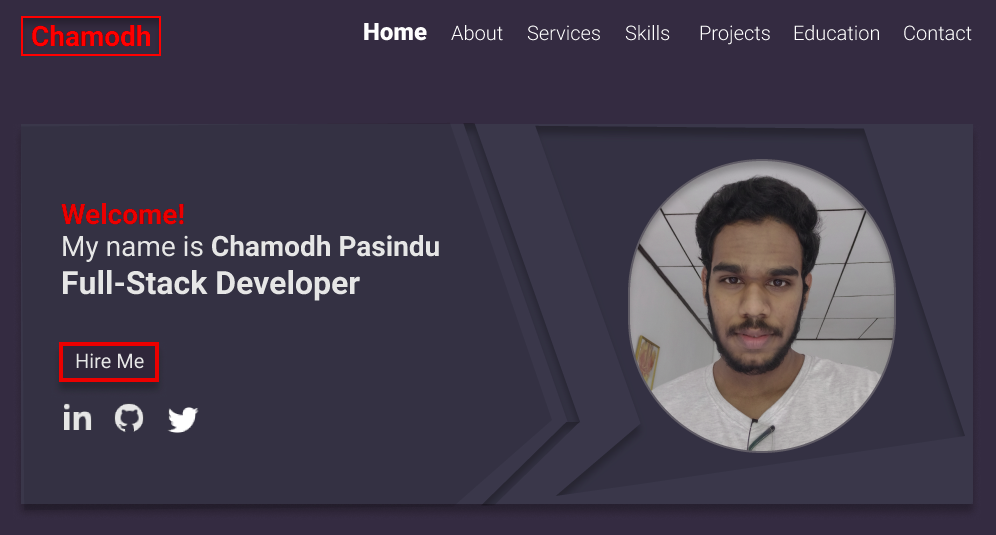 Chamodh
Home About Services Skills Projects Education Contact
Welcome!
My name is Chamodh Pasindu
Full-Stack Developer
Hire Me
in